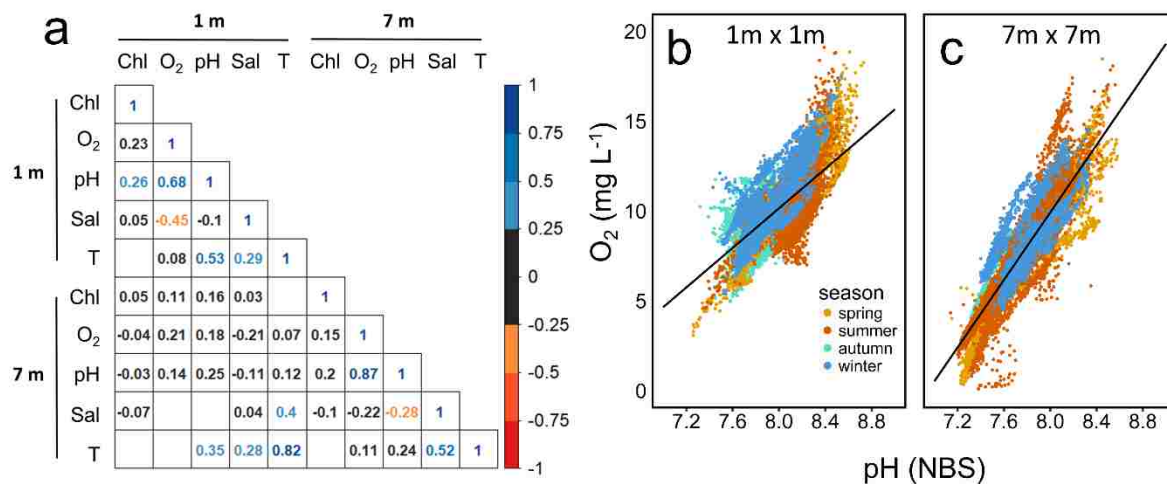 a
1 m 7 m
Chl O₂ pH Sal T Chl O₂ pH Sal T
1 m
Chl 1
O₂ 0.23 1
pH 0.26 0.68 1
Sal 0.05 -0.45 -0.1 1
T 0.08 0.53 0.29 1
7 m
Chl 0.05 0.11 0.16 0.03 1
O₂ -0.04 0.21 0.18 -0.21 0.07 0.15 1
pH -0.03 0.14 0.25 -0.11 0.12 0.2 0.87 1
Sal -0.07 0.04 0.4 -0.1 -0.22 -0.28 1
T 0.35 0.28 0.82 0.11 0.24 0.52 1
1
0.75
0.5
0.25
0
-0.25
-0.5
-0.75
-1
b 1m x 1m
O₂ (mg L⁻¹)
20
15
10
5
0
season
spring
summer
autumn
winter
7.2 7.6 8.0 8.4 8.8
c 7m x 7m
7.2 7.6 8.0 8.4 8.8
pH (NBS)